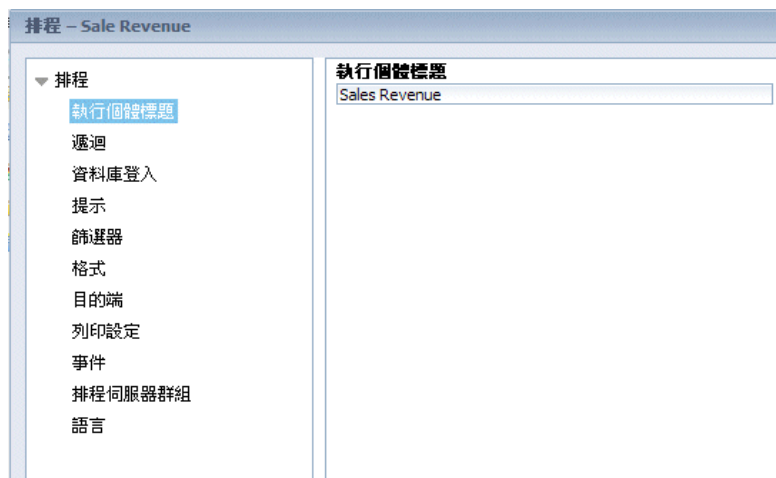 排程 – Sale Revenue
排程
執行個體標題
遞迴
資料庫登入
提示
篩選器
格式
目的端
列印設定
事件
排程伺服器群組
語言
執行個體標題
Sales Revenue